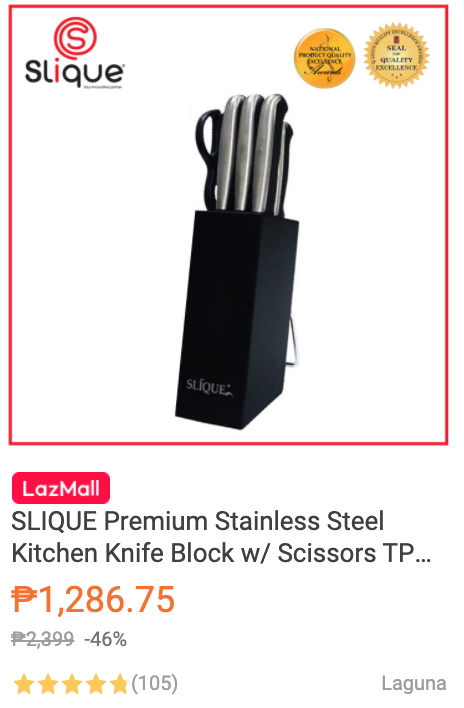 Slique
NATIONAL
PRODUCT QUALITY
EXCELLENCE
Awards
SEAL
OF
QUALITY
EXCELLENCE
SLIQUE
LazMall
SLIQUE Premium Stainless Steel
Kitchen Knife Block w/ Scissors TP...
₱1,286.75
₱2,399 -46%
(105) Laguna